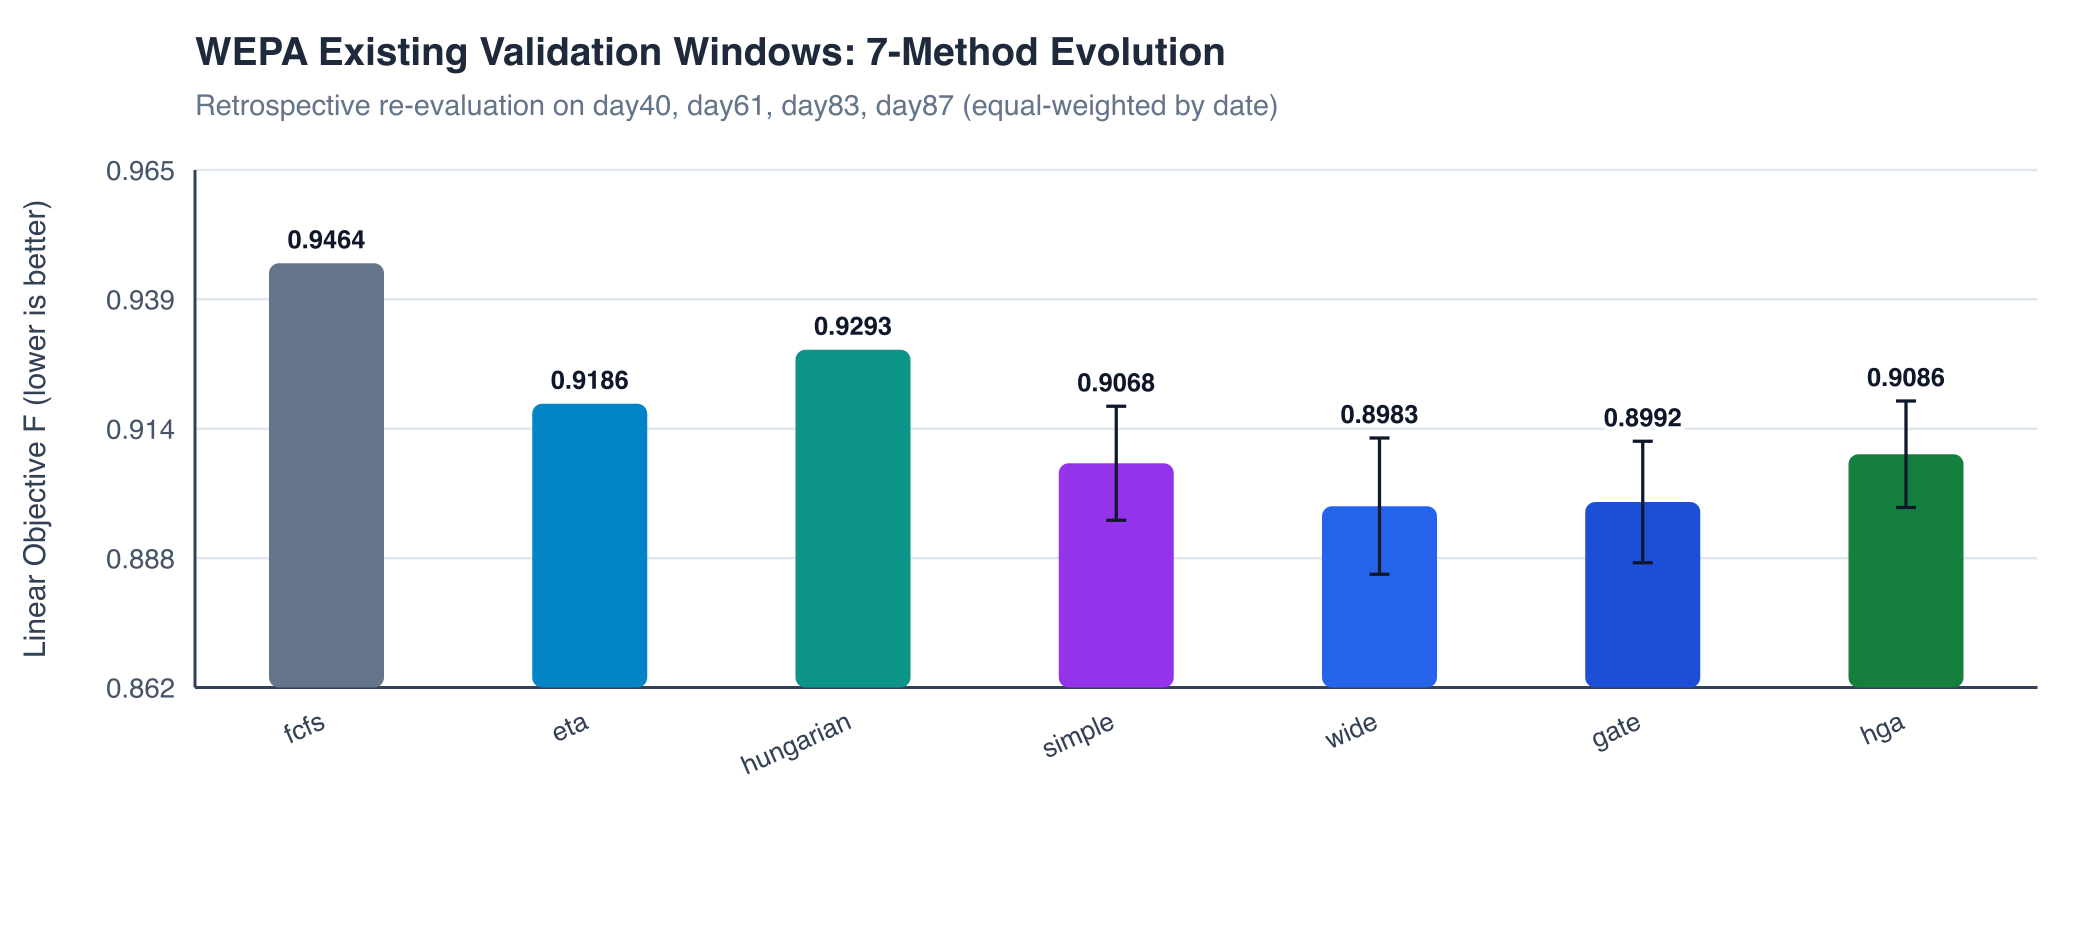 WEPA Existing Validation Windows: 7-Method Evolution
Retrospective re-evaluation on day40, day61, day83, day87 (equal-weighted by date)
Linear Objective F (lower is better)
0.965
0.939
0.914
0.888
0.862
0.9464
0.9186
0.9293
0.9068
0.8983
0.8992
0.9086
fcfs
eta
hungarian
simple
wide
gate
hga